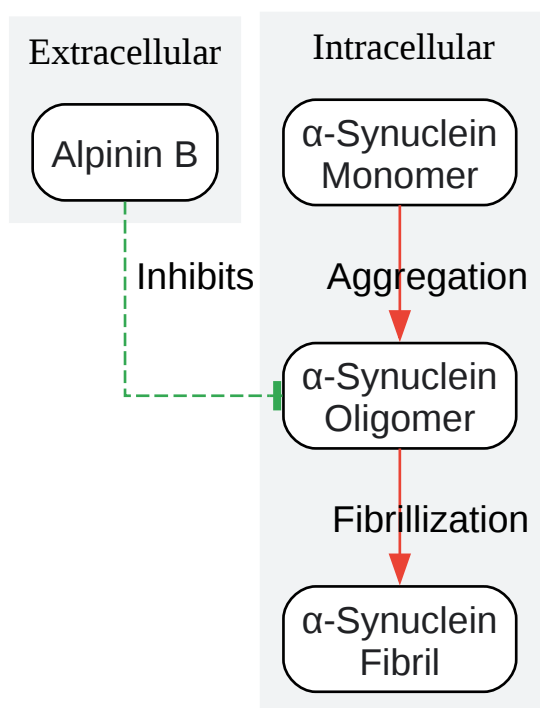 Extracellular
Alpinin B
Inhibits
Intracellular
α-Synuclein
Monomer
Aggregation
α-Synuclein
Oligomer
Fibrillization
α-Synuclein
Fibril